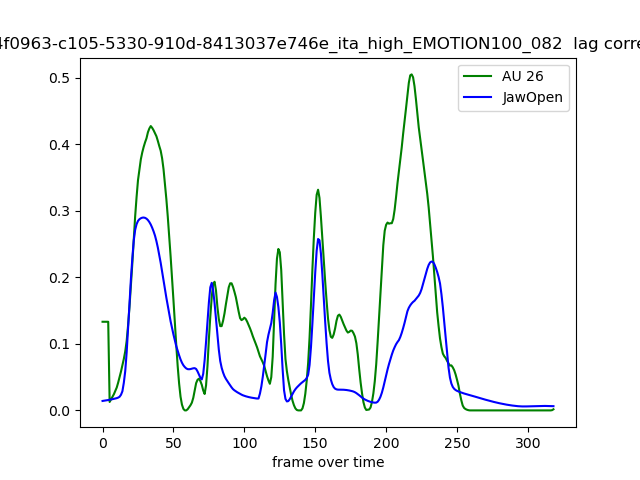 4f0963-c105-5330-910d-8413037e746e_ita_high_EMOTION100_082 lag corre
AU 26
JawOpen
0.5
0.4
0.3
0.2
0.1
0.0
0 50 100 150 200 250 300
frame over time